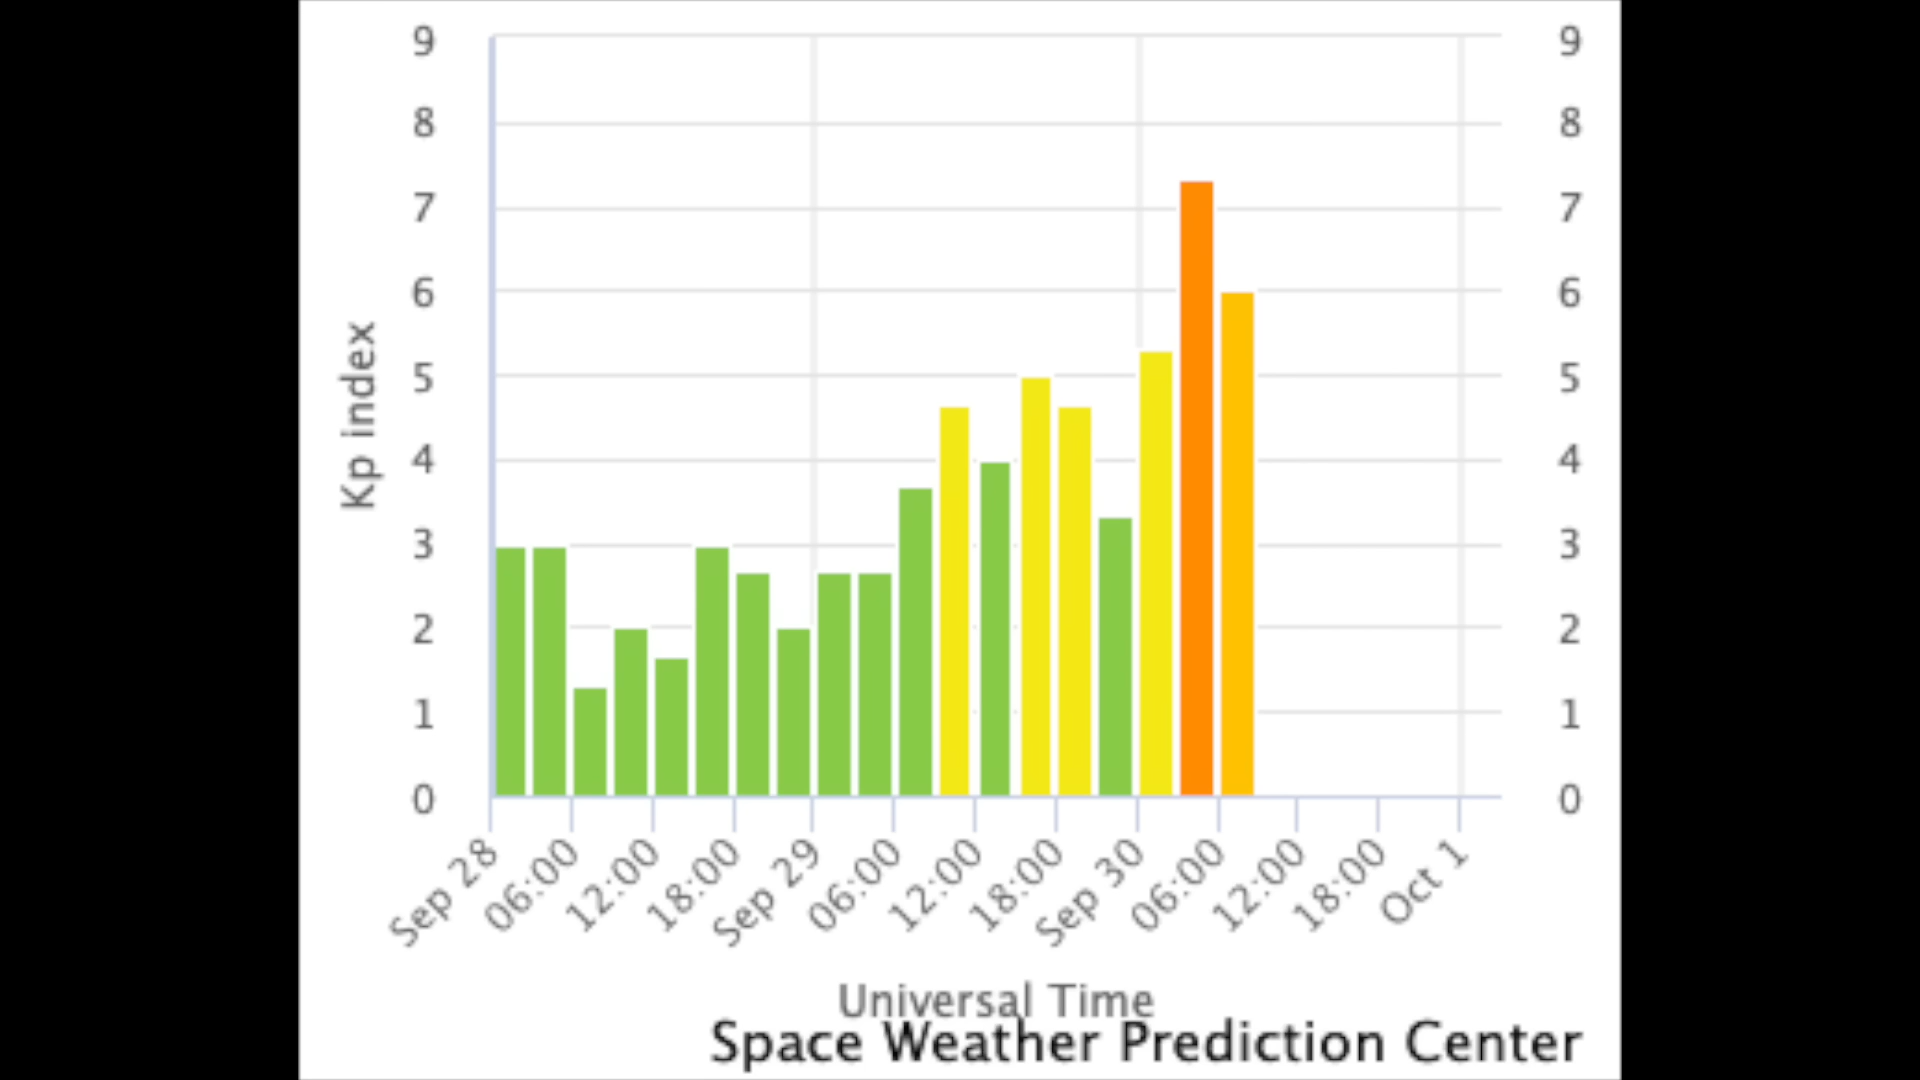 9 9
8 8
7 7
6 6
5 5
4 4
3 3
2 2
1 1
0 0
Kp index
Sep 28 06:00 12:00 18:00 Sep 29 06:00 12:00 18:00 Sep 30 06:00 12:00 18:00 Oct 1
Universal Time
Space Weather Prediction Center